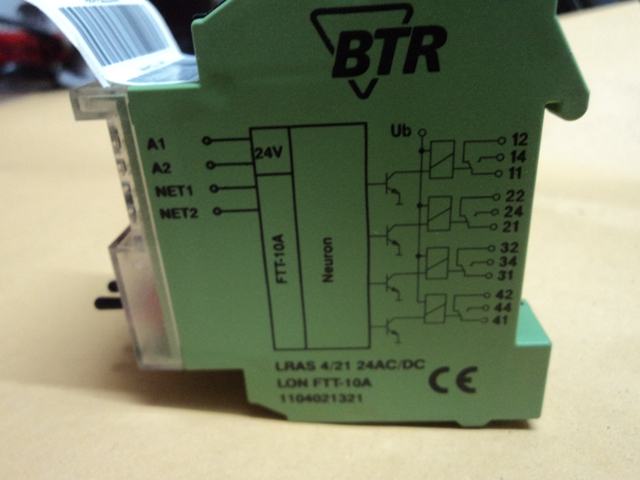 BTR
A1
A2
NET1
NET2
24V
FTT-10A
Neuron
Ub
12
14
11
22
24
21
32
34
31
42
44
41
LRAS 4/21 24AC/DC
LON FTT-10A
1104021321
CE